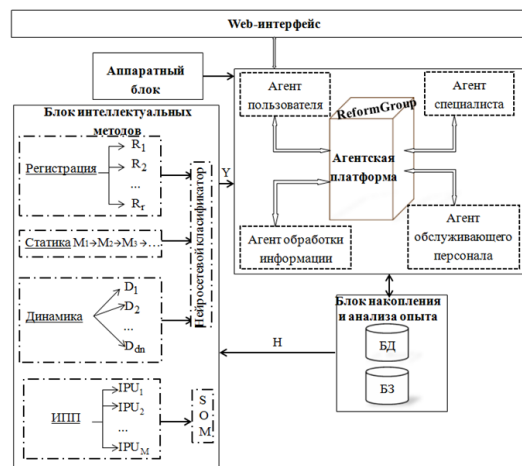 Web-интерфейс
Аппаратный
блок
Агент
пользователя
Агент
специалиста
ReformGroup
Агентская
платформа
Агент обработки
информации
Агент
обслуживающего
персонала
Блок интеллектуальных
методов
Регистрация
R1
R2
...
Rr
Статика M1→M2→M3→...
Динамика
D1
D2
...
Ddn
Нейросетевой класификатор
Y
ИПП
IPU1
IPU2
...
IPUM
S
O
M
H
Блок накопления
и анализа опыта
БД
БЗ